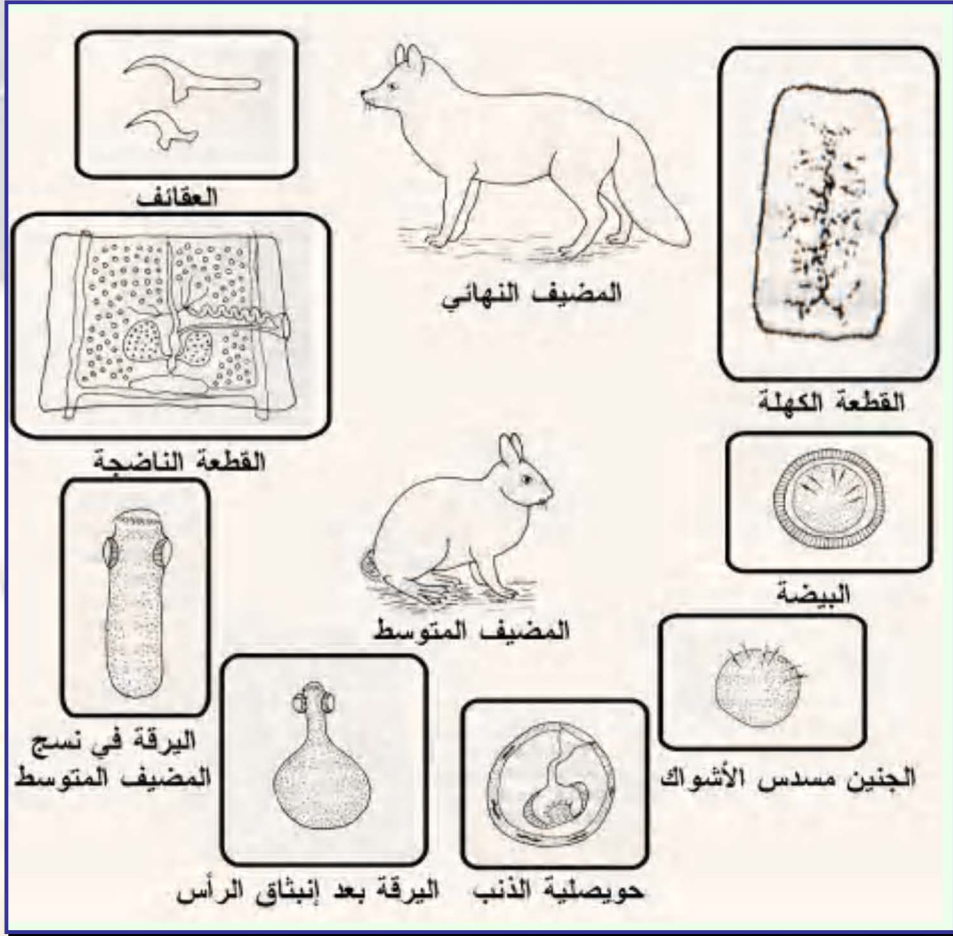 العقائف
المضيف النهائي
القطعة الكهلة
القطعة الناضجة
البيضة
المضيف المتوسط
اليرقة في نسج
المضيف المتوسط
الجنين مسدس الأشواك
حويصلية الذنب
اليرقة بعد إنبثاق الرأس